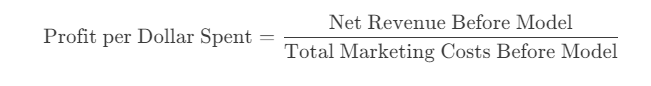 Profit per Dollar Spent = Net Revenue Before Model
Total Marketing Costs Before Model